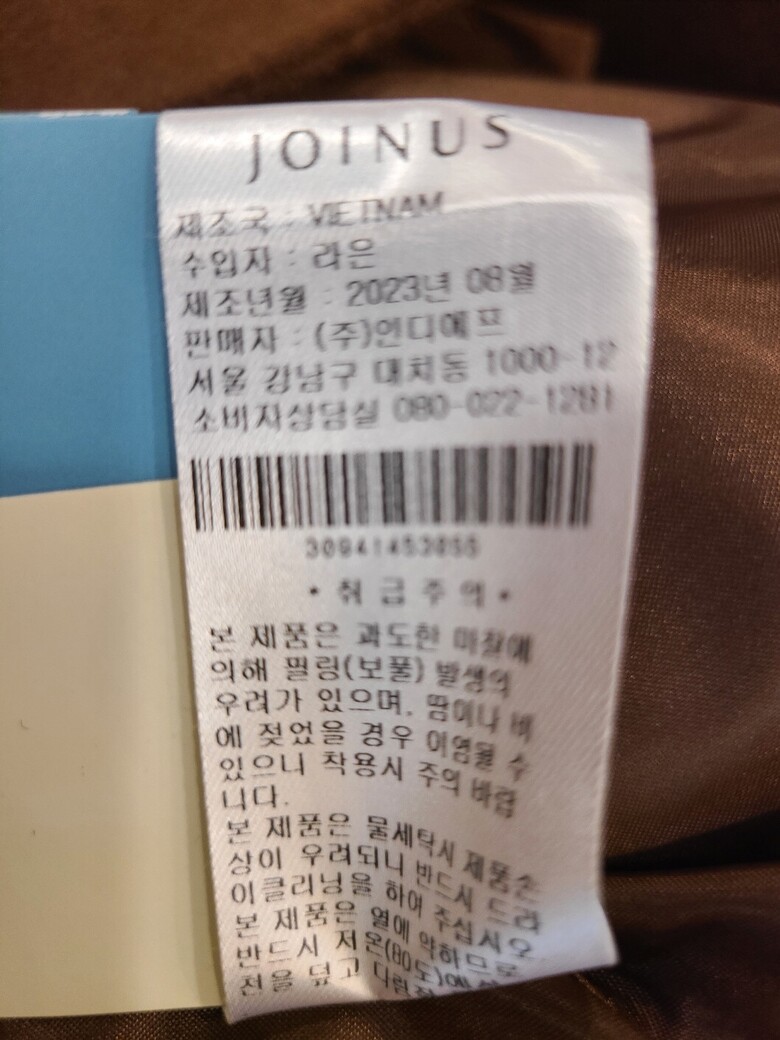 JOINUS
제조국 : VIETNAM
수입자 : 라은
제조년월 : 2023년 08월
판매자 : (주)인디에프
서울 강남구 대치동 1000-12
소비자상담실 080-022-1281
30941453055
• 취 급 주 의 •
본 제품은 과도한 마찰에
의해 필링(보풀) 발생의
우려가 있으며, 땀이나 비
에 젖었을 경우 이염될 수
있으니 착용시 주의 바랍
니다.
본 제품은 물세탁시 제품손
상이 우려되니 반드시 드라
이클리닝을 하여 주십시오.
본 제품은 열에 약하므로
반드시 저온(80도)에서
천을 덮고 다림질